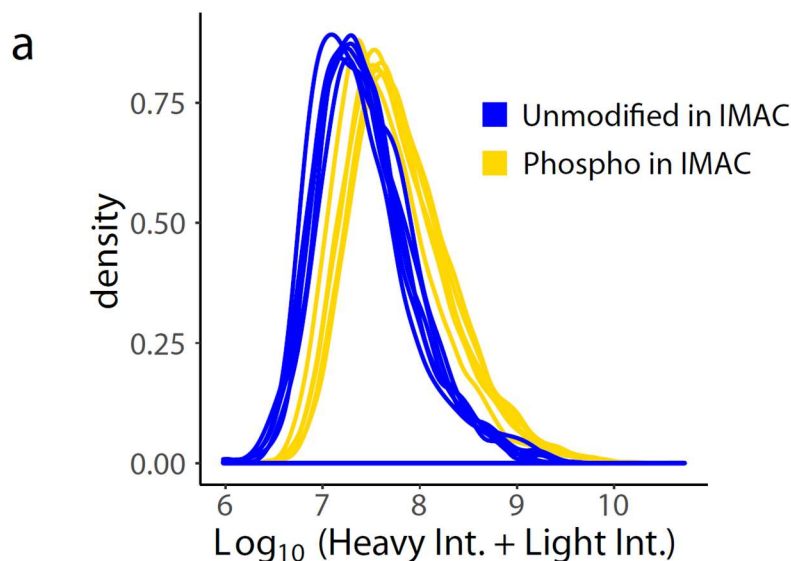 a
Unmodified in IMAC
Phospho in IMAC
density
0.75
0.50
0.25
0.00
6 7 8 9 10
Log₁₀ (Heavy Int. + Light Int.)